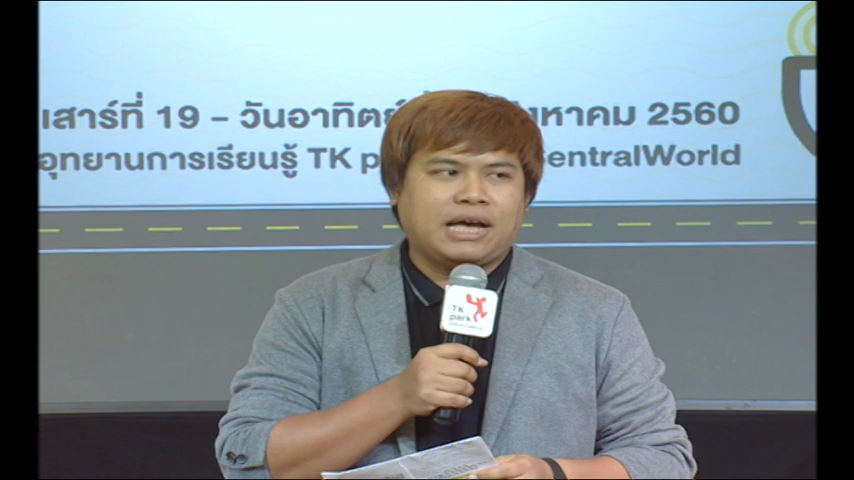 เสาร์ที่ 19 – วันอาทิตย์ หาคม 2560
อุทยานการเรียนรู้ TK p entralWorld
TK
park